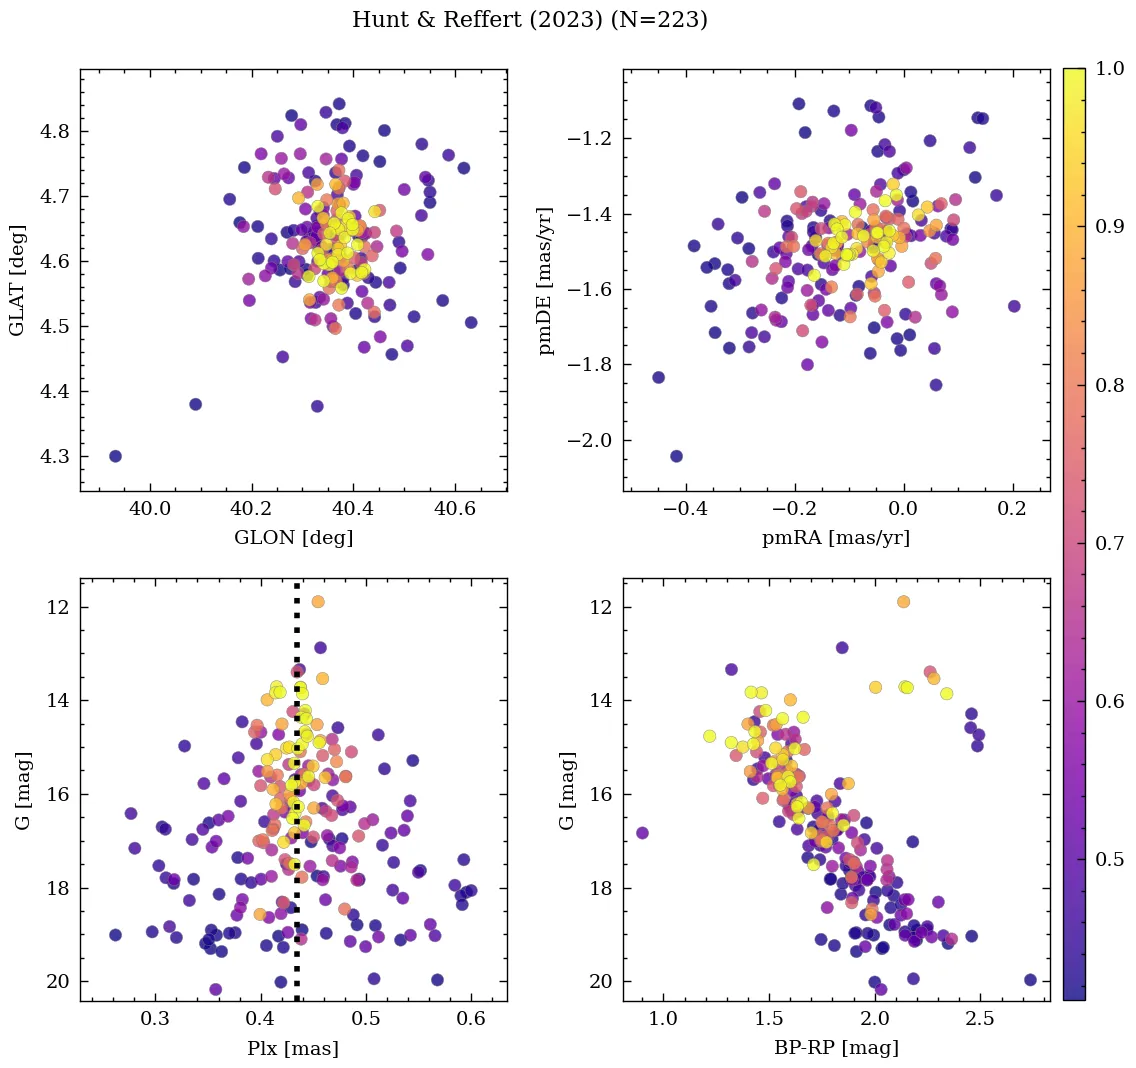 Hunt & Reffert (2023) (N=223)
4.8
4.7
4.6
4.5
4.4
4.3
GLAT [deg]
40.0 40.2 40.4 40.6
GLON [deg]
−1.2
−1.4
−1.6
−1.8
−2.0
pmDE [mas/yr]
−0.4 −0.2 0.0 0.2
pmRA [mas/yr]
12
14
16
18
20
G [mag]
0.3 0.4 0.5 0.6
Plx [mas]
12
14
16
18
20
G [mag]
1.0 1.5 2.0 2.5
BP-RP [mag]
1.0
0.9
0.8
0.7
0.6
0.5